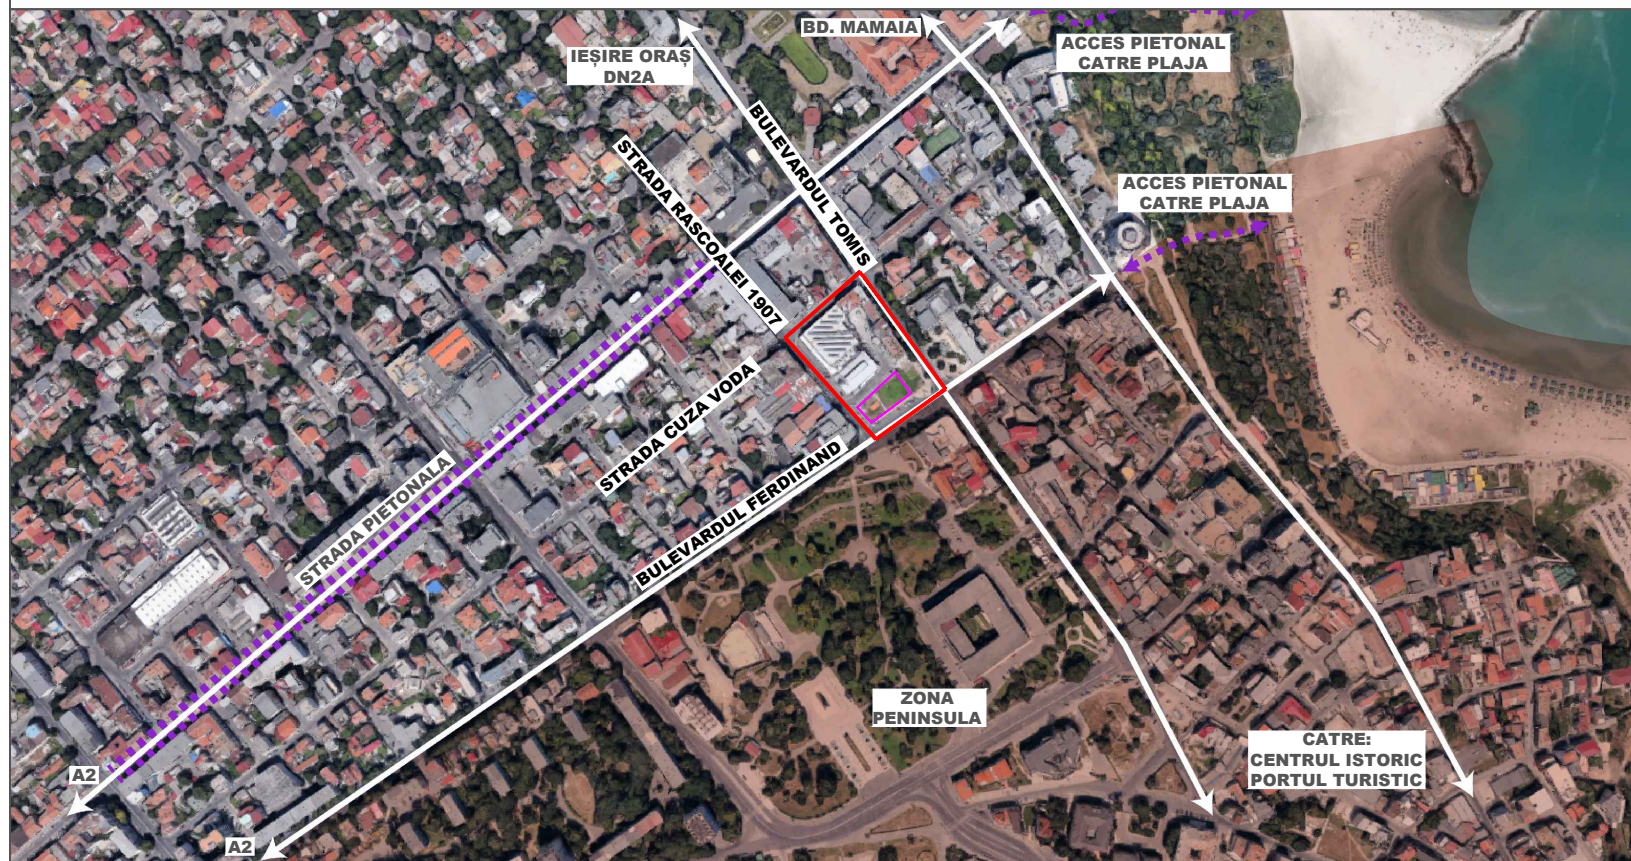 BD. MAMAIA
IEȘIRE ORAȘ
DN2A
ACCES PIETONAL
CATRE PLAJA
BULEVARDUL TOMIS
STRADA RASCOALEI 1907
ACCES PIETONAL
CATRE PLAJA
STRADA CUZA VODA
STRADA PIETONALA
BULEVARDUL FERDINAND
ZONA
PENINSULA
CATRE:
CENTRUL ISTORIC
PORTUL TURISTIC
A2
A2